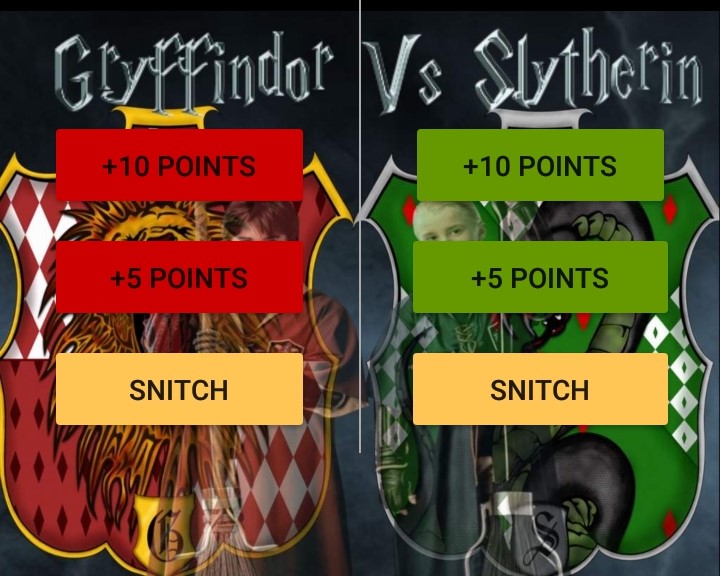 Gryffindor Vs Slytherin
+10 POINTS
+10 POINTS
+5 POINTS
+5 POINTS
SNITCH
SNITCH
G
S